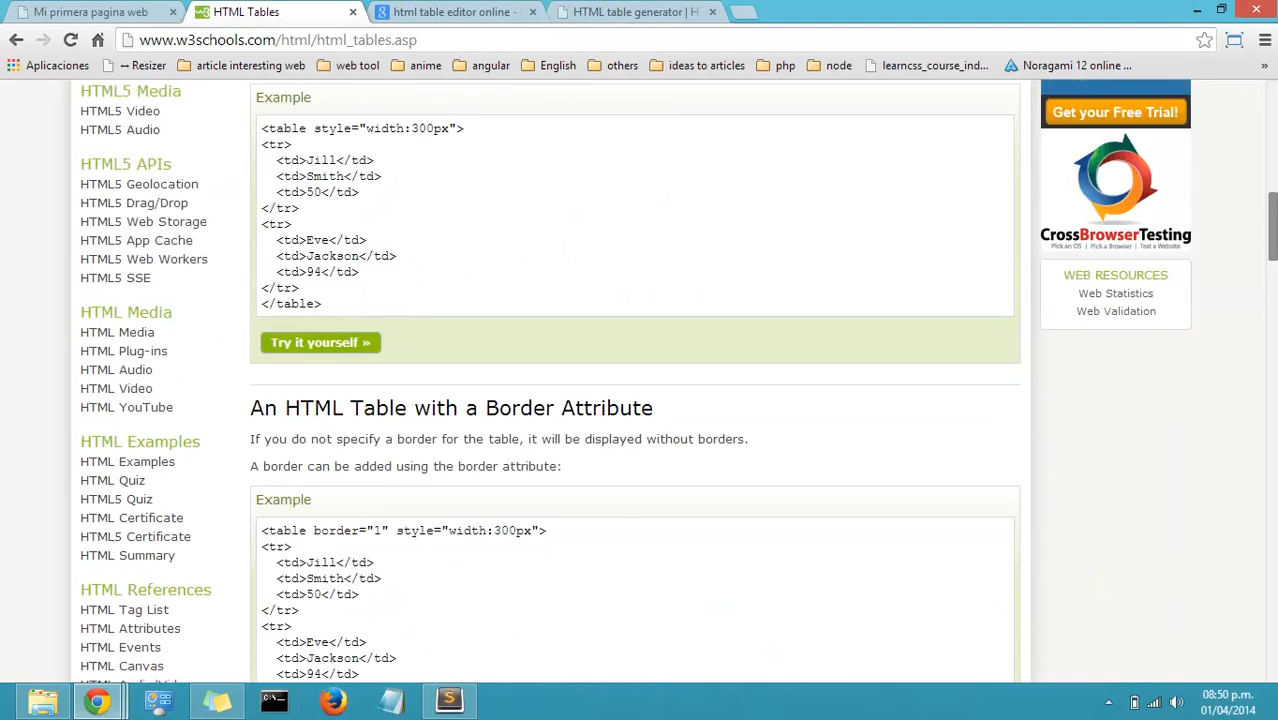 Mi primera pagina web
HTML Tables
html table editor online -
HTML table generator | H
www.w3schools.com/html/html_tables.asp
Aplicaciones
↔ Resizer
article interesting web
web tool
anime
angular
English
others
ideas to articles
php
node
learncss_course_ind...
Noragami 12 online ...
»
HTML5 Media
HTML5 Video
HTML5 Audio
HTML5 APIs
HTML5 Geolocation
HTML5 Drag/Drop
HTML5 Web Storage
HTML5 App Cache
HTML5 Web Workers
HTML5 SSE
HTML Media
HTML Media
HTML Plug-ins
HTML Audio
HTML Video
HTML YouTube
HTML Examples
HTML Examples
HTML Quiz
HTML5 Quiz
HTML Certificate
HTML5 Certificate
HTML Summary
HTML References
HTML Tag List
HTML Attributes
HTML Events
HTML Canvas
Example
<table style="width:300px">
<tr>
<td>Jill</td>
<td>Smith</td>
<td>50</td>
</tr>
<tr>
<td>Eve</td>
<td>Jackson</td>
<td>94</td>
</tr>
</table>
Try it yourself »
An HTML Table with a Border Attribute
If you do not specify a border for the table, it will be displayed without borders.
A border can be added using the border attribute:
Example
<table border="1" style="width:300px">
<tr>
<td>Jill</td>
<td>Smith</td>
<td>50</td>
</tr>
<tr>
<td>Eve</td>
<td>Jackson</td>
<td>94</td>
Get your Free Trial!
CrossBrowserTesting
Pick an OS | Pick a Browser | Test a Website
WEB RESOURCES
Web Statistics
Web Validation
08:50 p.m.
01/04/2014